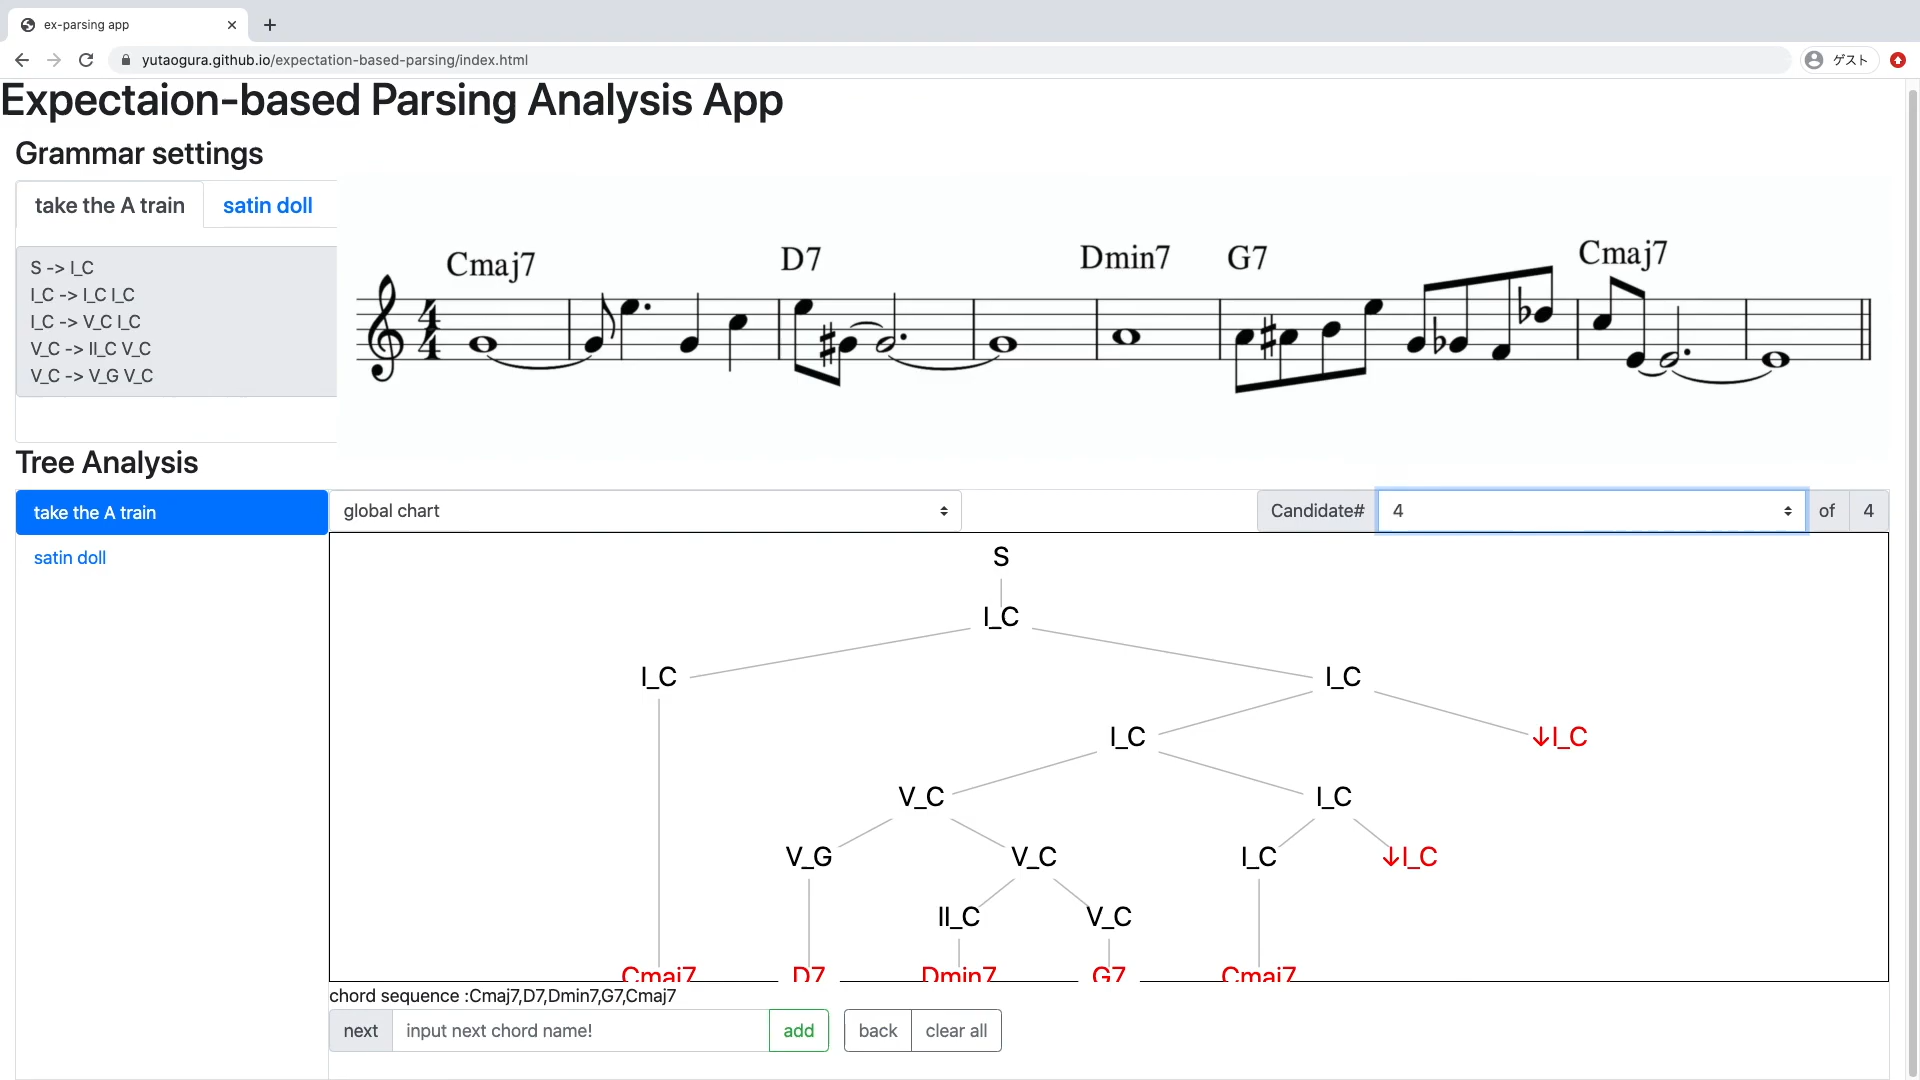 ex-parsing app
yutaogura.github.io/expectation-based-parsing/index.html
ゲスト
Expectaion-based Parsing Analysis App
Grammar settings
take the A train
satin doll
S -> I_C
I_C -> I_C I_C
I_C -> V_C I_C
V_C -> II_C V_C
V_C -> V_G V_C
Cmaj7 D7 Dmin7 G7 Cmaj7
4
4
Tree Analysis
take the A train
satin doll
global chart
Candidate# 4 of 4
S
I_C
I_C I_C
I_C ↓I_C
V_C I_C
V_G V_C I_C ↓I_C
II_C V_C
Cmaj7 D7 Dmin7 G7 Cmaj7
chord sequence :Cmaj7,D7,Dmin7,G7,Cmaj7
next input next chord name! add back clear all